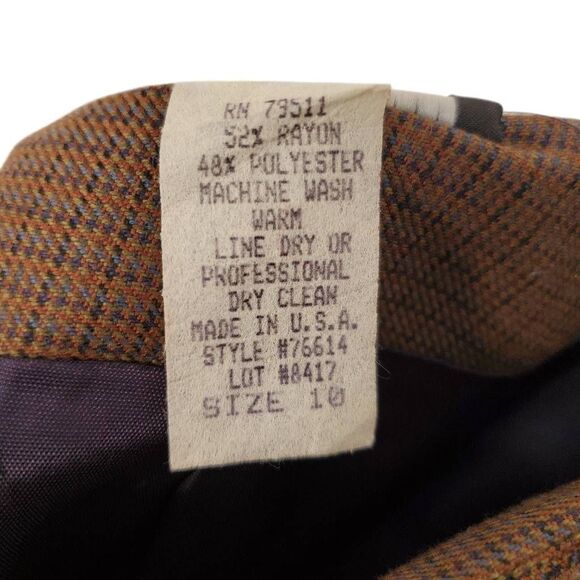 RN 79511
52% RAYON
48% POLYESTER
MACHINE WASH
WARM
LINE DRY OR
PROFESSIONAL
DRY CLEAN
MADE IN U.S.A.
STYLE #76614
LOT #8417
SIZE 10